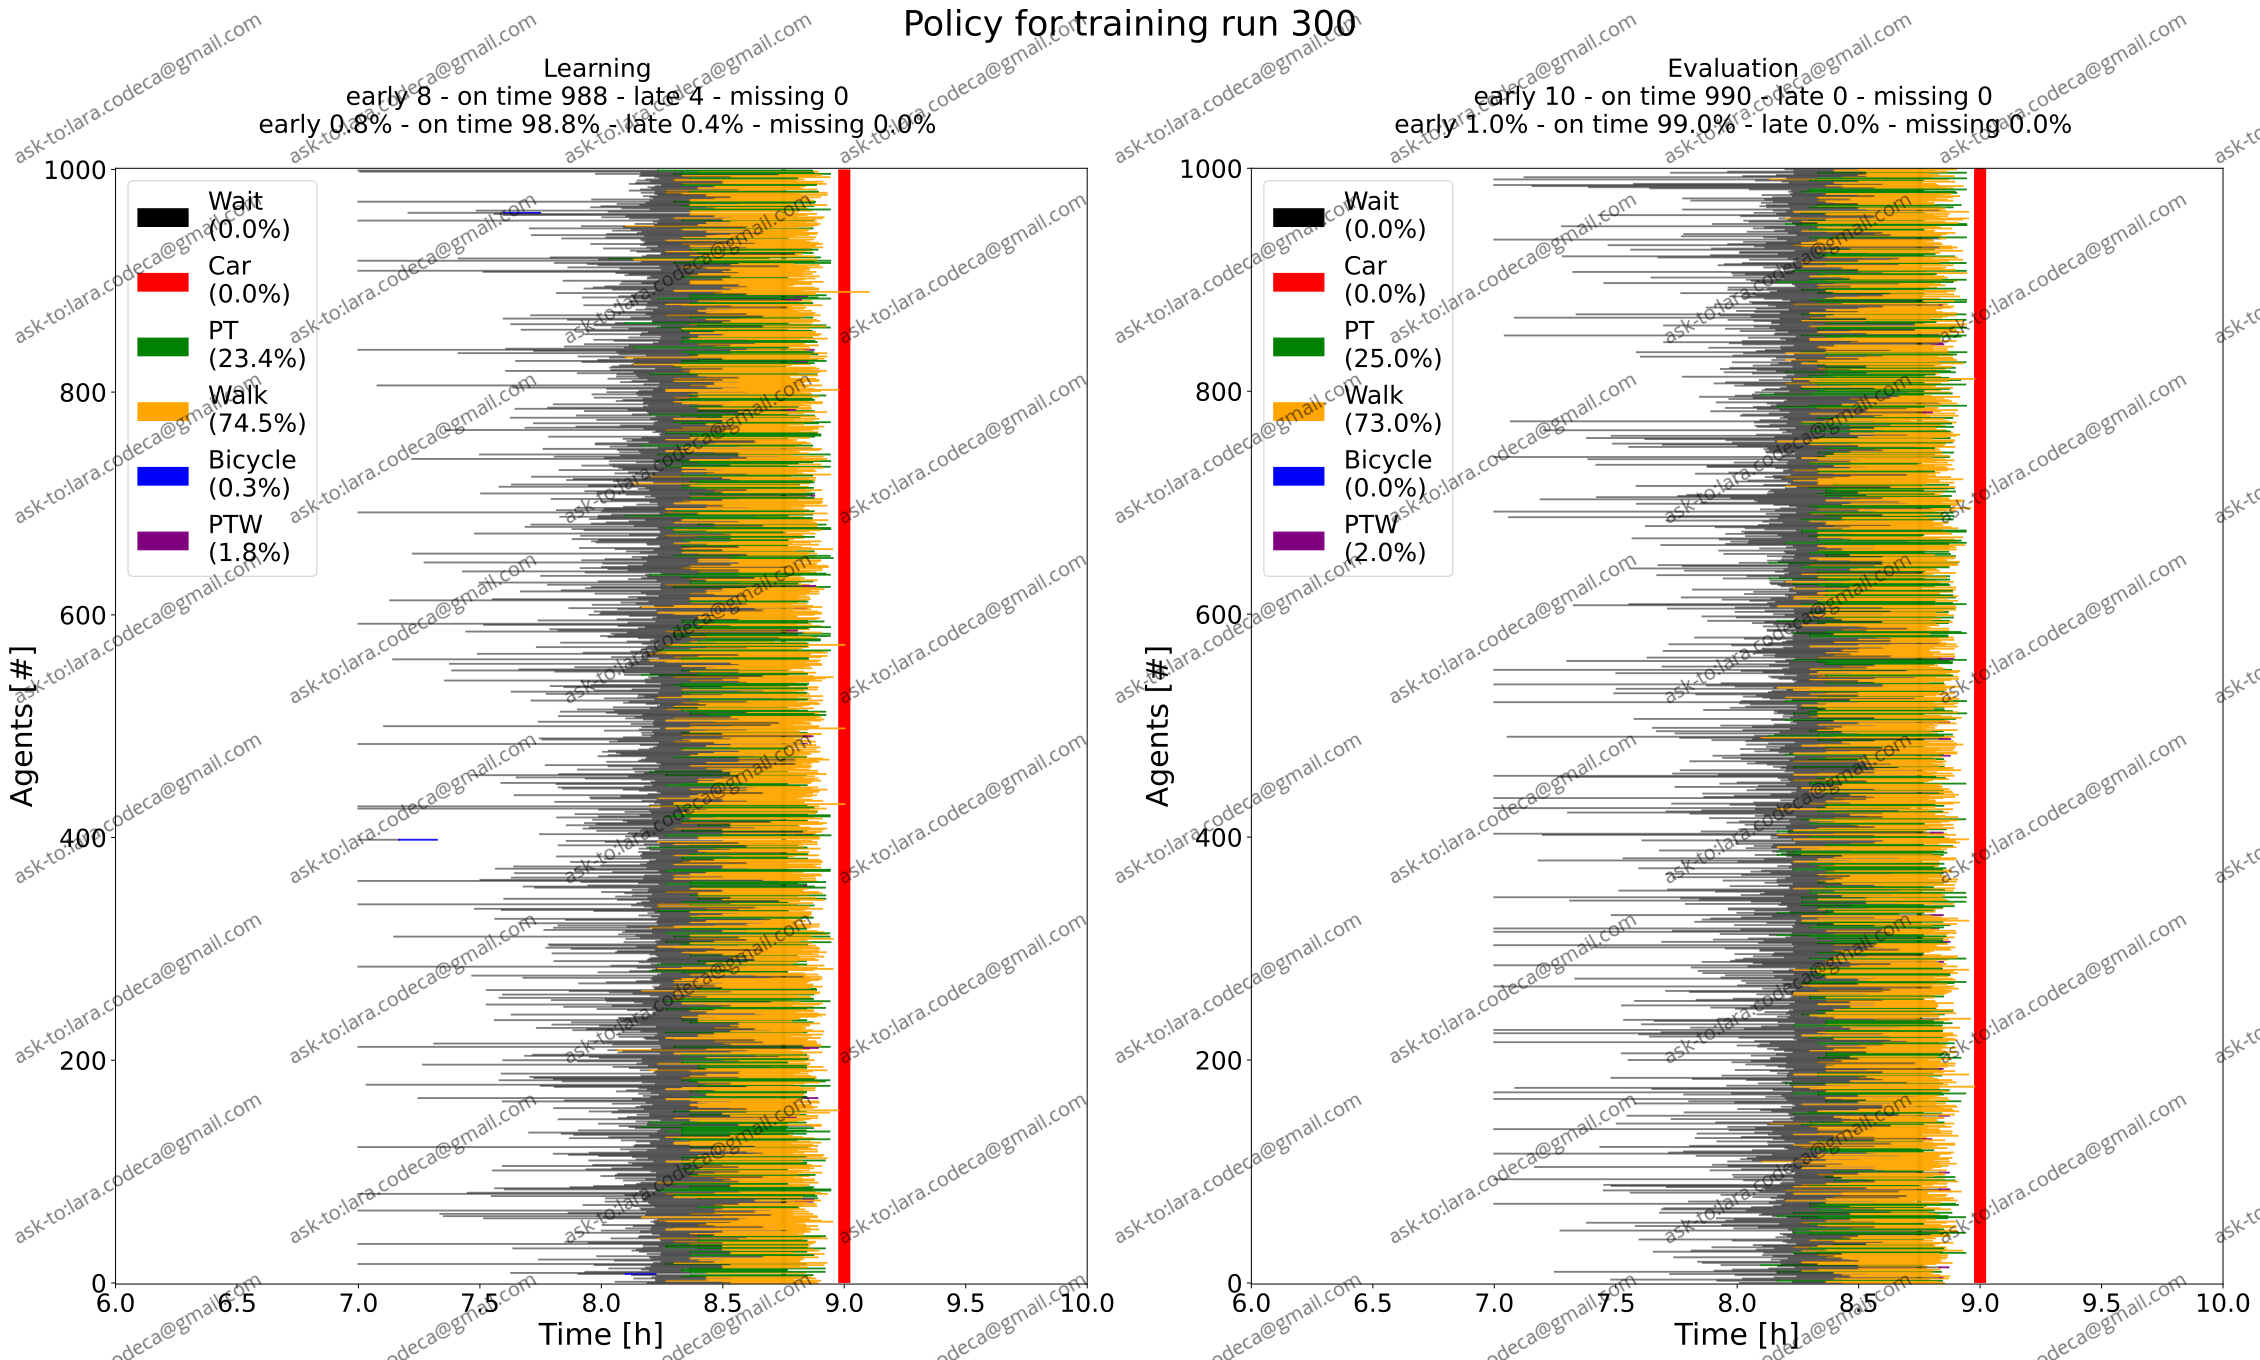 Policy for training run 300
Learning
early 8 - on time 988 - late 4 - missing 0
early 0.8% - on time 98.8% - late 0.4% - missing 0.0%
1000
800
600
400
200
0
Agents [#]
Wait
(0.0%)
Car
(0.0%)
PT
(23.4%)
Walk
(74.5%)
Bicycle
(0.3%)
PTW
(1.8%)
6.0 6.5 7.0 7.5 8.0 8.5 9.0 9.5 10.0
Time [h]
Evaluation
early 10 - on time 990 - late 0 - missing 0
early 1.0% - on time 99.0% - late 0.0% - missing 0.0%
1000
800
600
400
200
0
Agents [#]
Wait
(0.0%)
Car
(0.0%)
PT
(25.0%)
Walk
(73.0%)
Bicycle
(0.0%)
PTW
(2.0%)
6.0 6.5 7.0 7.5 8.0 8.5 9.0 9.5 10.0
Time [h]
ask-to:lara.codeca@gmail.com